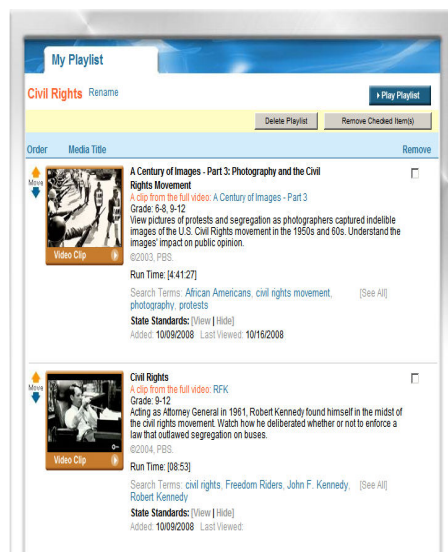 My Playlist
Civil Rights Rename
Play Playlist
Delete Playlist Remove Checked Item(s)
Order Media Title Remove
Move
A Century of Images - Part 3: Photography and the Civil
Rights Movement
A clip from the full video: A Century of Images - Part 3
Grade: 6-8, 9-12
View pictures of protests and segregation as photographers captured indelible
images of the U.S. Civil Rights movement in the 1950s and 60s. Understand the
images' impact on public opinion.
©2003, PBS.
Video Clip
Run Time: [4:41:27]
Search Terms: African Americans, civil rights movement, [See All]
photography, protests
State Standards: [View | Hide]
Added: 10/09/2008 Last Viewed: 10/16/2008
Move
Civil Rights
A clip from the full video: RFK
Grade: 9-12
Acting as Attorney General in 1961, Robert Kennedy found himself in the midst of
the civil rights movement. Watch how he deliberated whether or not to enforce a
law that outlawed segregation on buses.
©2004, PBS.
Video Clip
Run Time: [08:53]
Search Terms: civil rights, Freedom Riders, John F. Kennedy, [See All]
Robert Kennedy
State Standards: [View | Hide]
Added: 10/09/2008 Last Viewed: